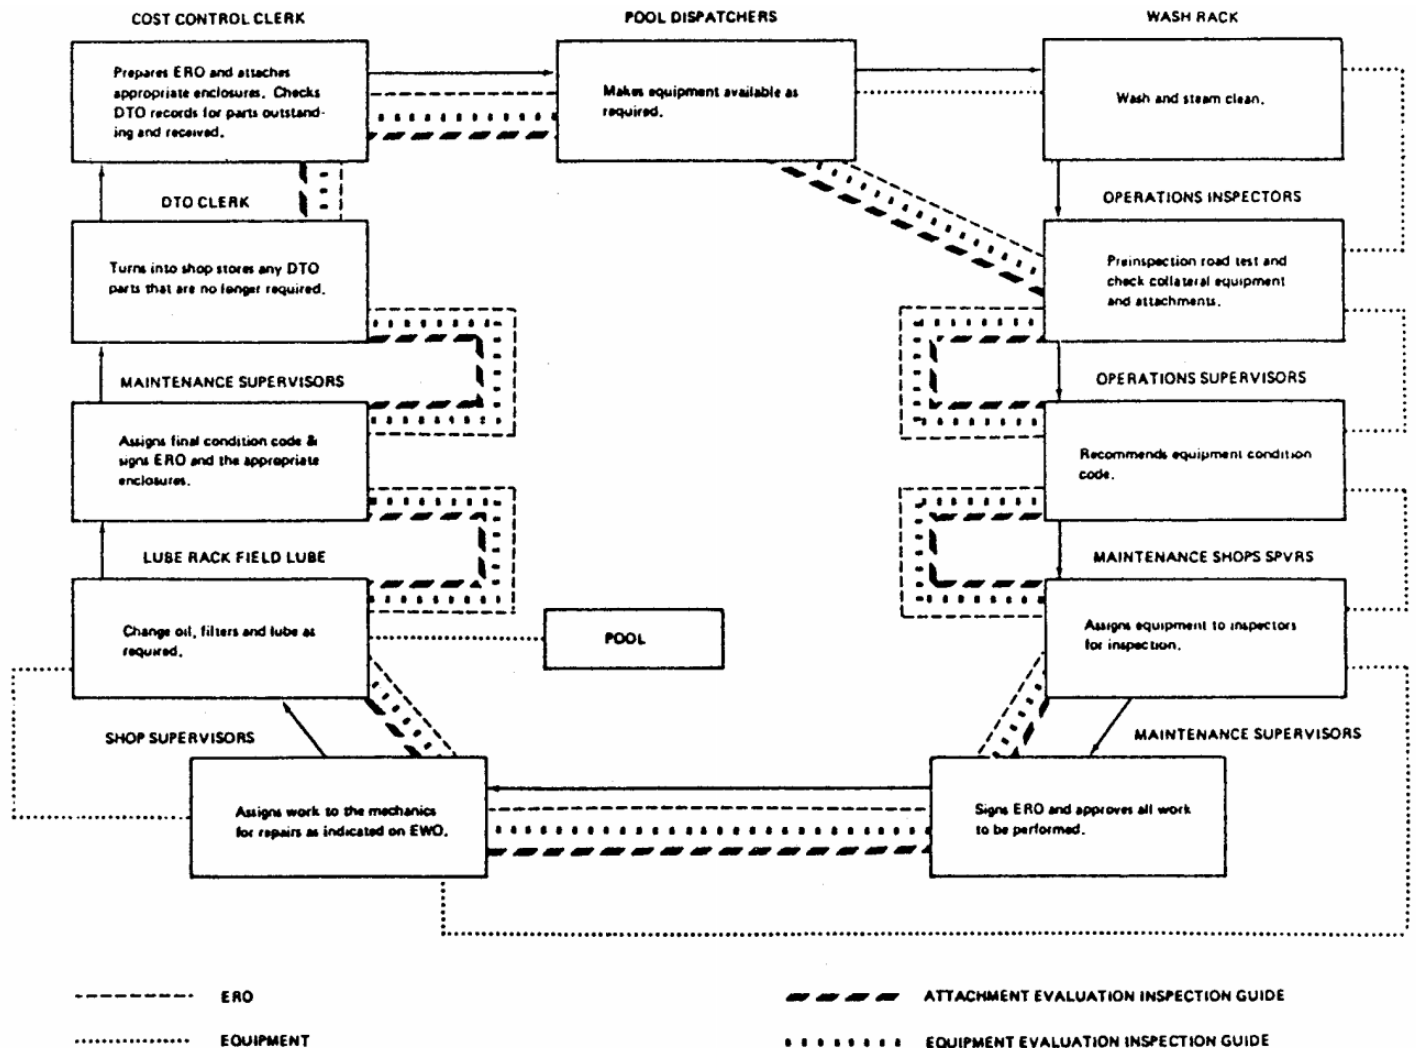 COST CONTROL CLERK
Prepares ERO and attaches
appropriate enclosures. Checks
DTO records for parts outstand-
ing and received.
POOL DISPATCHERS
Makes equipment available as
required.
WASH RACK
Wash and steam clean.
OPERATIONS INSPECTORS
Preinspection road test and
check collateral equipment
and attachments.
OPERATIONS SUPERVISORS
Recommends equipment condition
code.
MAINTENANCE SHOPS SPVRS
Assigns equipment to inspectors
for inspection.
MAINTENANCE SUPERVISORS
Signs ERO and approves all work
to be performed.
SHOP SUPERVISORS
Assigns work to the mechanics
for repairs as indicated on EWO.
LUBE RACK FIELD LUBE
Change oil, filters and lube as
required.
POOL
MAINTENANCE SUPERVISORS
Assigns final condition code &
signs ERO and the appropriate
enclosures.
DTO CLERK
Turns into shop stores any DTO
parts that are no longer required.
ERO
EQUIPMENT
ATTACHMENT EVALUATION INSPECTION GUIDE
EQUIPMENT EVALUATION INSPECTION GUIDE